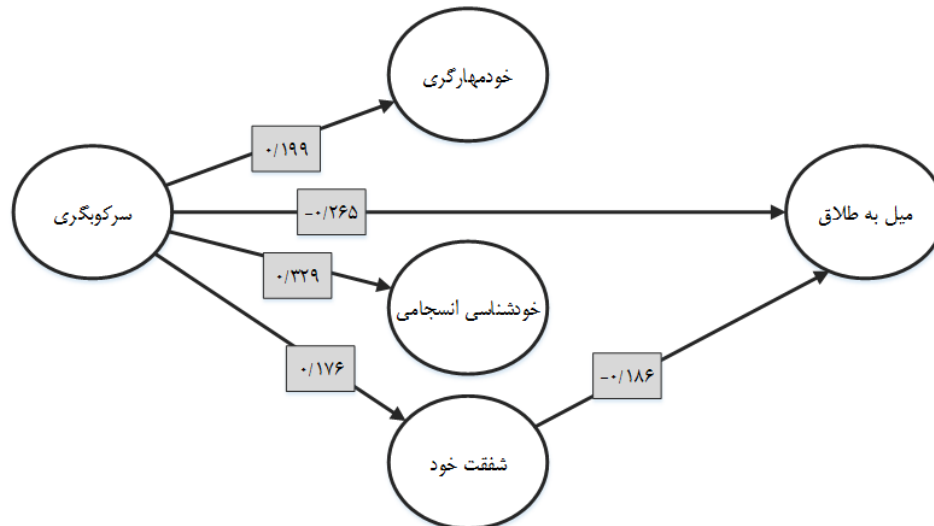 خودمهارگری
۰/۱۹۹
سرکوبگری
-۰/۲۶۵
میل به طلاق
۰/۳۲۹
خودشناسی انسجامی
۰/۱۷۶
-۰/۱۸۶
شفقت خود